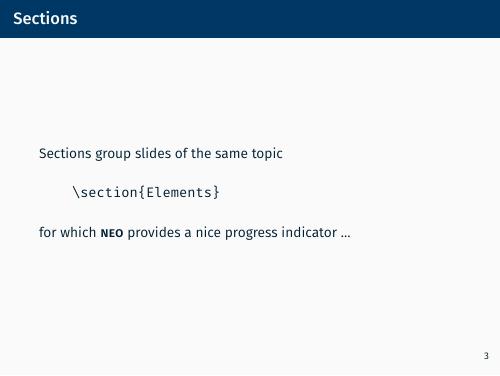 Sections
Sections group slides of the same topic
\section{Elements}
for which NEO provides a nice progress indicator ...
3